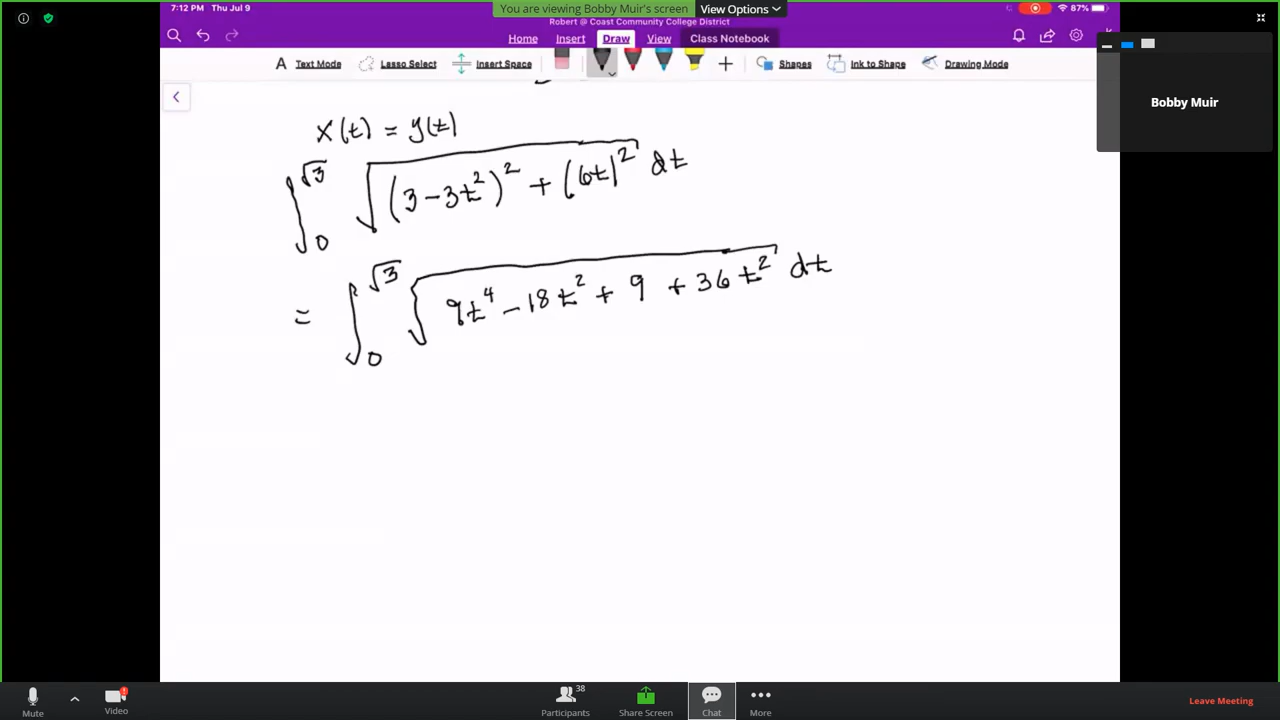 7:12 PM Thu Jul 9
You are viewing Bobby Muir's screen
View Options
87%
Robert @ Coast Community College District
Home Insert Draw View Class Notebook
A Text Mode Lasso Select Insert Space Shapes Ink to Shape Drawing Mode
Bobby Muir
x(t) = y(t)
∫₀^√3 √((3-3t²)² + (6t)²) dt
= ∫₀^√3 √(9t⁴ - 18t² + 9 + 36t²) dt
Mute Video Participants 38 Share Screen Chat More Leave Meeting